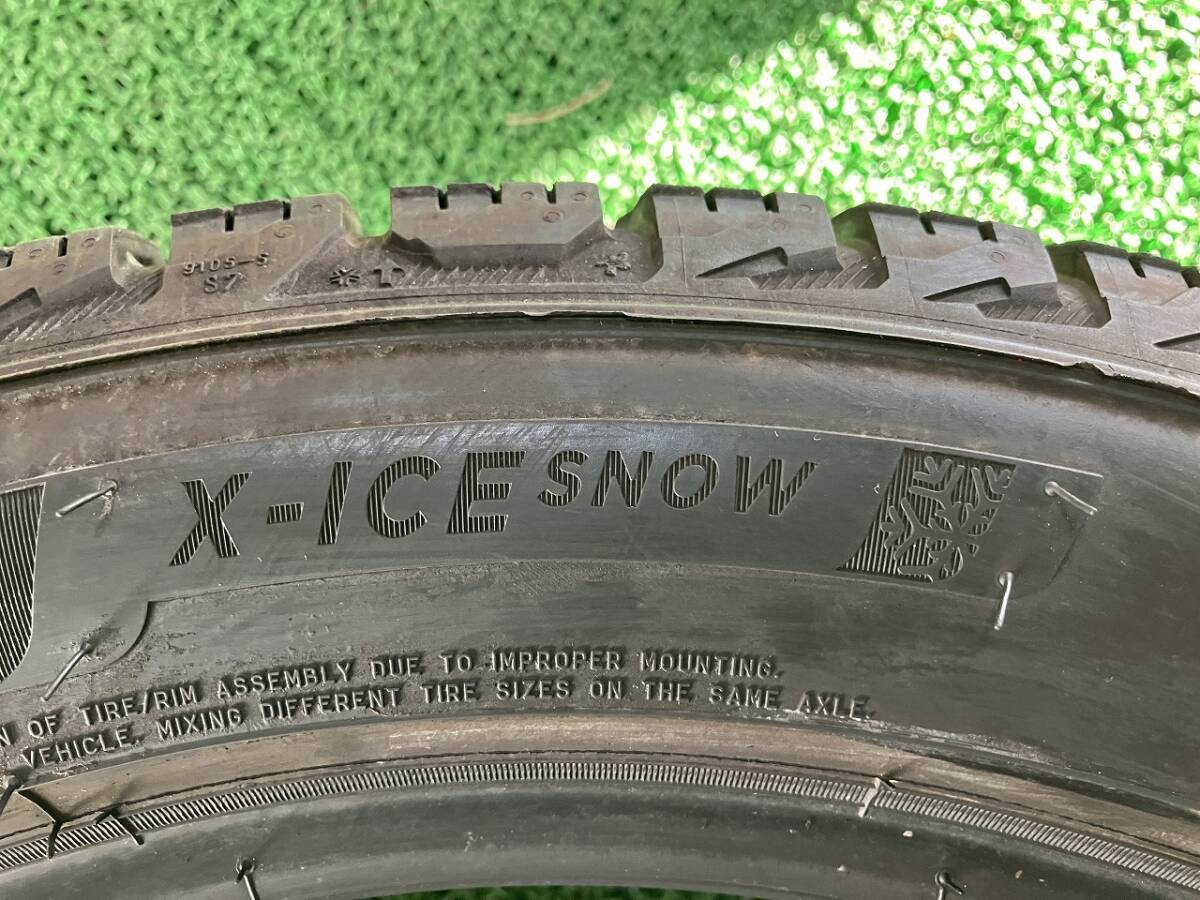 9105-S
S7
X-ICE SNOW
OF TIRE/RIM ASSEMBLY DUE TO IMPROPER MOUNTING.
VEHICLE, MIXING DIFFERENT TIRE SIZES ON THE SAME AXLE.